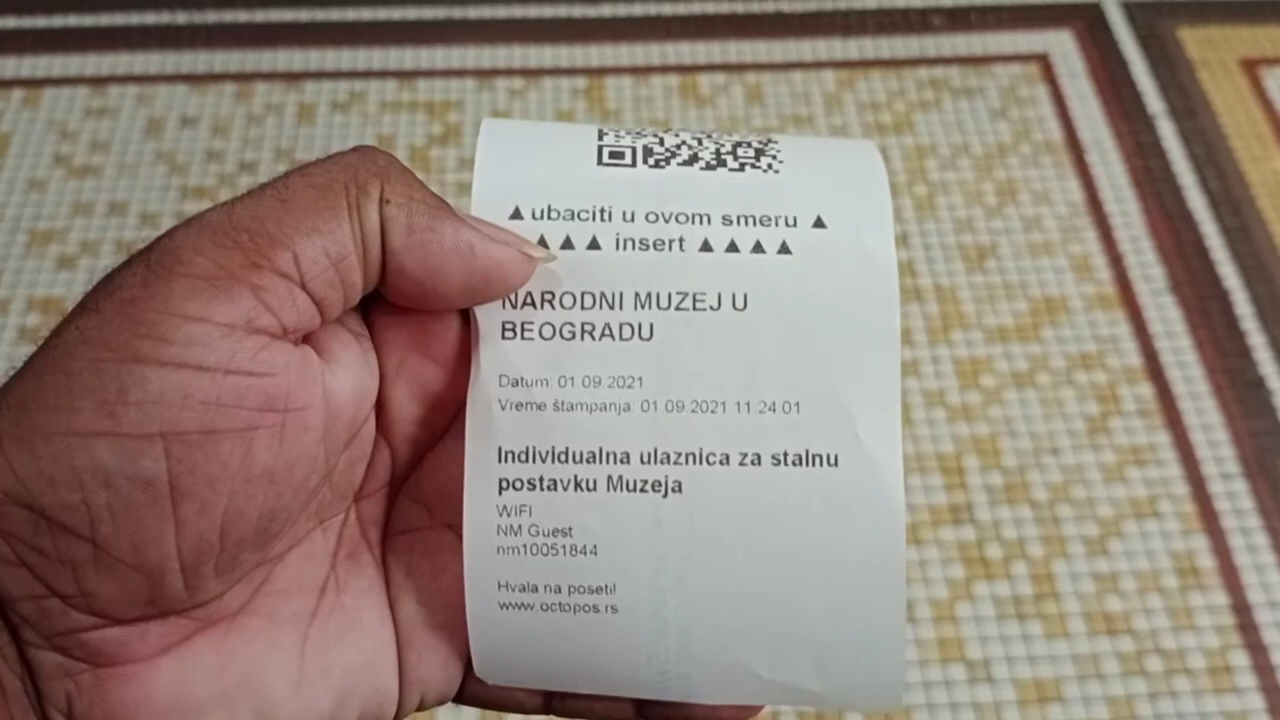 ▲ ubaciti u ovom smeru ▲
▲ ▲ ▲ insert ▲ ▲ ▲ ▲
NARODNI MUZEJ U
BEOGRADU
Datum: 01.09.2021
Vreme štampanja: 01.09.2021 11:24:01
Individualna ulaznica za stalnu
postavku Muzeja
WIFI
NM Guest
nm10051844
Hvala na poseti!
www.octopos.rs